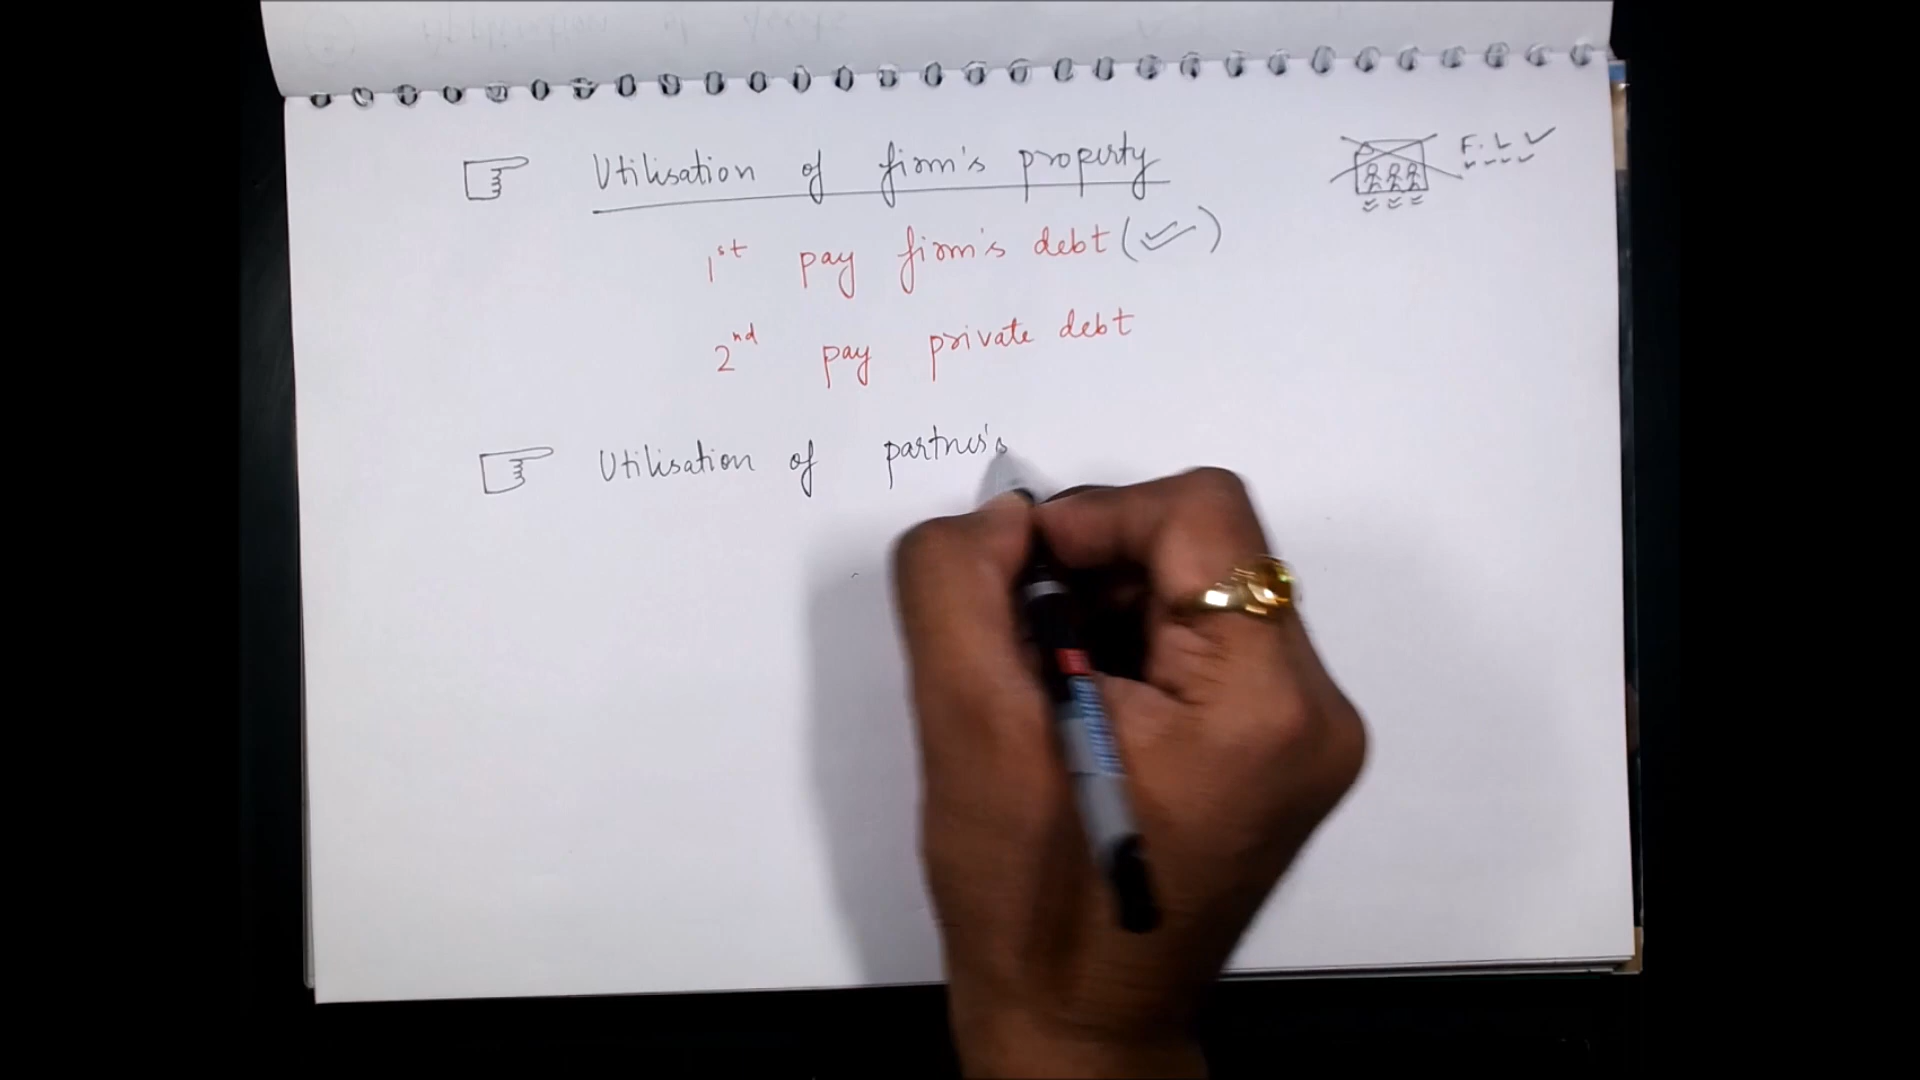 Utilisation of firm's property
F. L ✓
1st pay firm's debt (✓)
2nd pay private debt
Utilisation of partner's